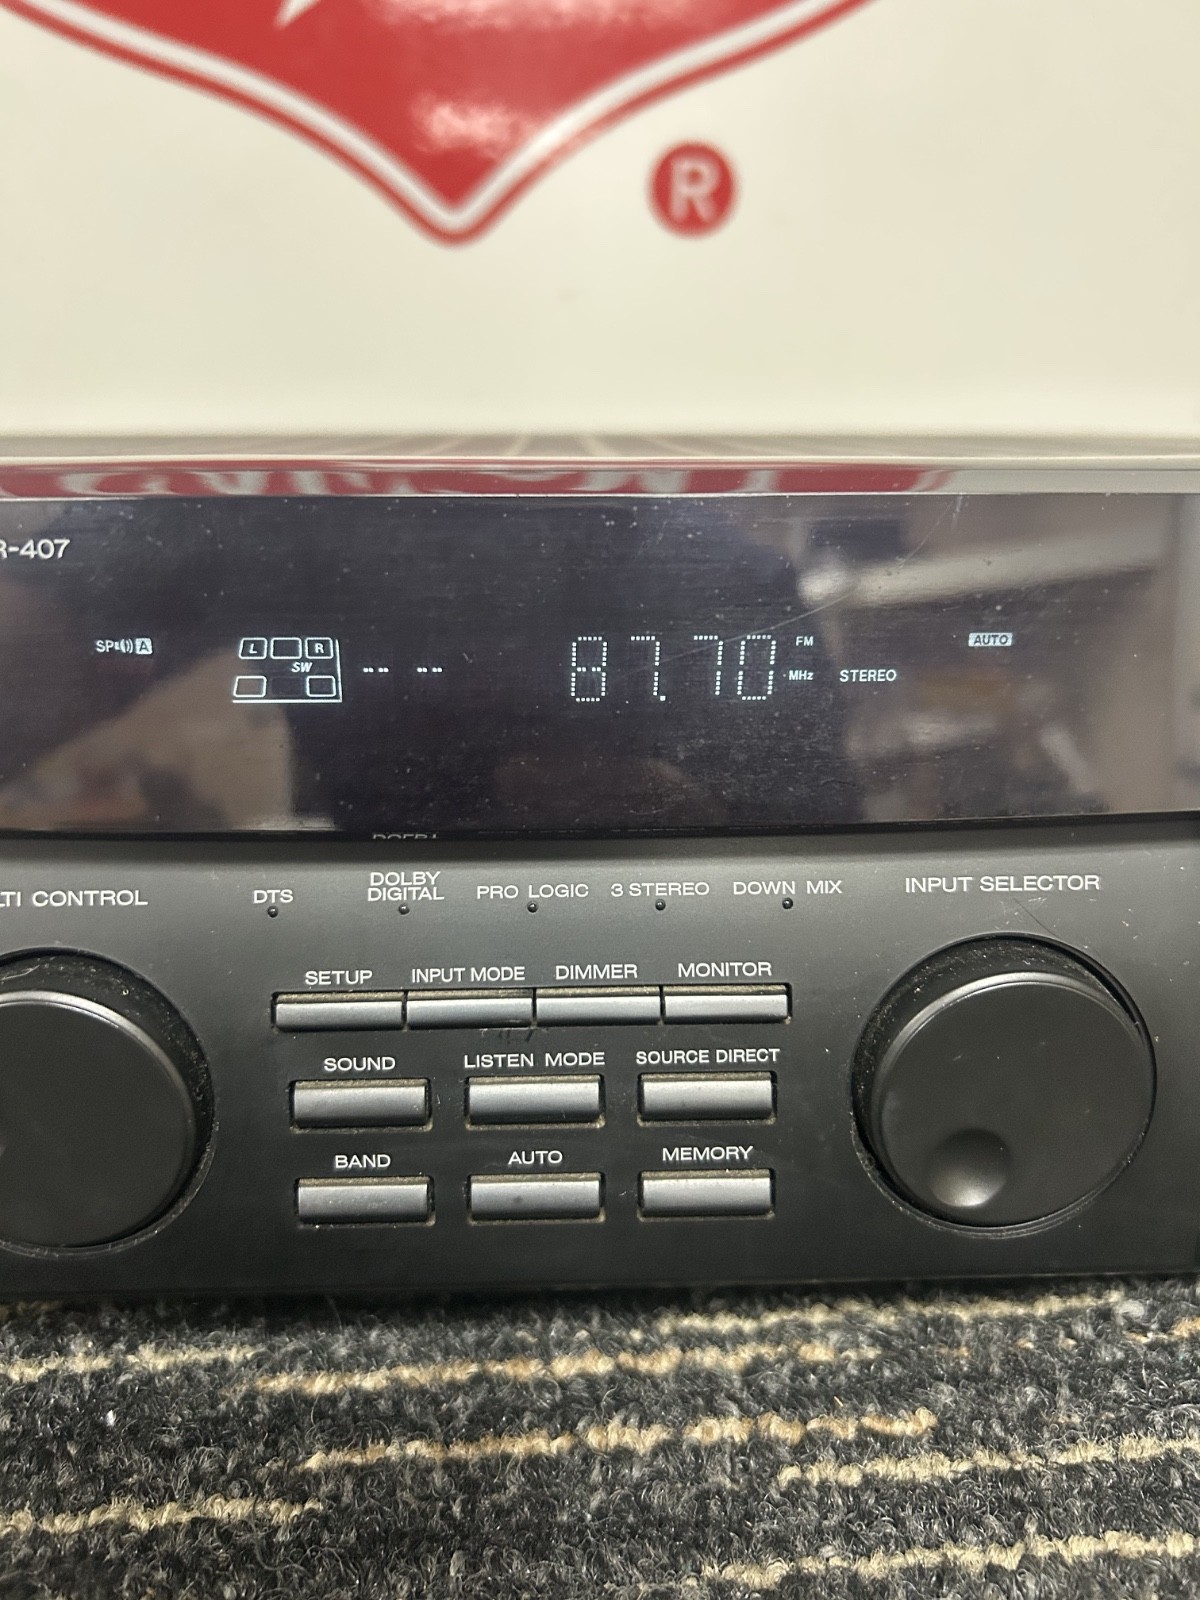 ®
R-407
SP A
L R
SW
-- --
87.70
FM
MHz
STEREO
AUTO
LTI CONTROL
DTS
DOLBY
DIGITAL
PRO LOGIC
3 STEREO
DOWN MIX
INPUT SELECTOR
SETUP
INPUT MODE
DIMMER
MONITOR
SOUND
LISTEN MODE
SOURCE DIRECT
BAND
AUTO
MEMORY